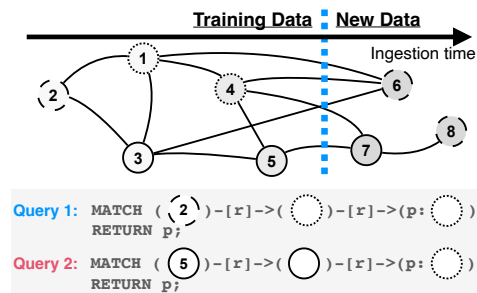 Training Data New Data
Ingestion time
1
2
4
6
8
3
5
7
Query 1: MATCH ( 2 )-[r]->( )-[r]->(p: )
RETURN p;
Query 2: MATCH ( 5 )-[r]->( )-[r]->(p: )
RETURN p;